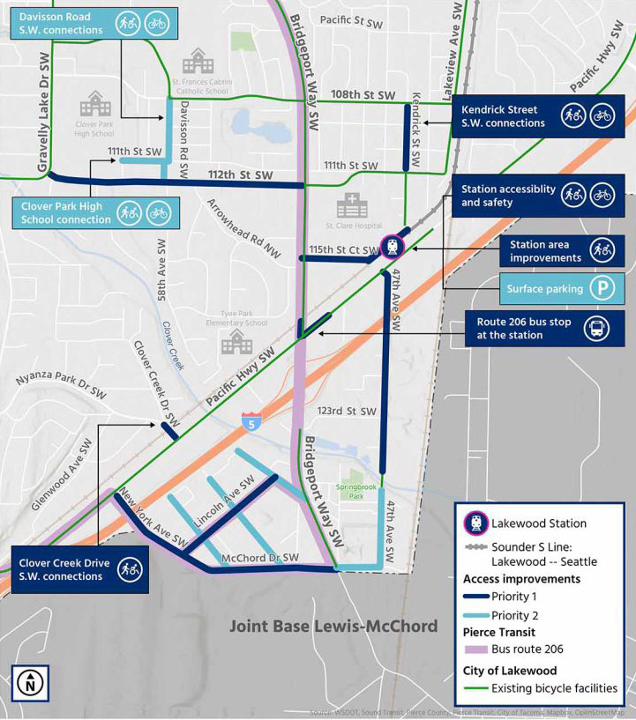 Davisson Road
S.W. connections
Pacific St SW
Bridgeport Way SW
Lakeview Ave SW
Pacific Hwy SW
Gravelly Lake Dr SW
St. Frances Cabrini
Catholic School
108th St SW
Kendrick St SW
Kendrick Street
S.W. connections
Clover Park
High School
Davisson Rd SW
111th St SW
111th St SW
112th St SW
Station accessiblity
and safety
Clover Park High
School connection
Arrowhead Rd NW
St. Clare Hospital
Station area
improvements
58th Ave SW
115th St Ct SW
47th Ave SW
Surface parking
P
Tyee Park
Elementary School
Route 206 bus stop
at the station
Clover Creek
Clover Creek Dr SW
Nyanza Park Dr SW
Pacific Hwy SW
5
123rd St SW
Glenwood Ave SW
Bridgeport Way SW
Springbrook
Park
New York Ave SW
Lincoln Ave SW
47th Ave SW
McChord Dr SW
Clover Creek Drive
S.W. connections
Joint Base Lewis-McChord
N
Lakewood Station
Sounder S Line:
Lakewood -- Seattle
Access improvements
Priority 1
Priority 2
Pierce Transit
Bus route 206
City of Lakewood
Existing bicycle facilities
Source: WSDOT, Sound Transit, Pierce County, Pierce Transit, City of Tacoma, Mapbox, OpenStreetMap